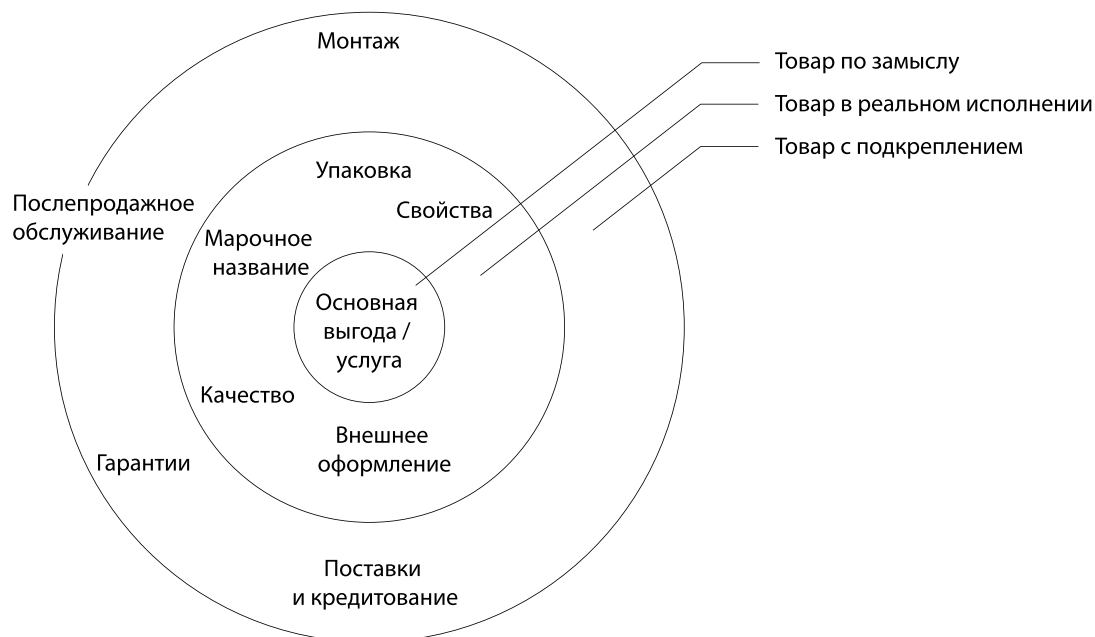 Монтаж
Товар по замыслу
Товар в реальном исполнении
Товар с подкреплением
Упаковка
Свойства
Послепродажное
обслуживание
Марочное
название
Основная
выгода /
услуга
Качество
Внешнее
оформление
Гарантии
Поставки
и кредитование